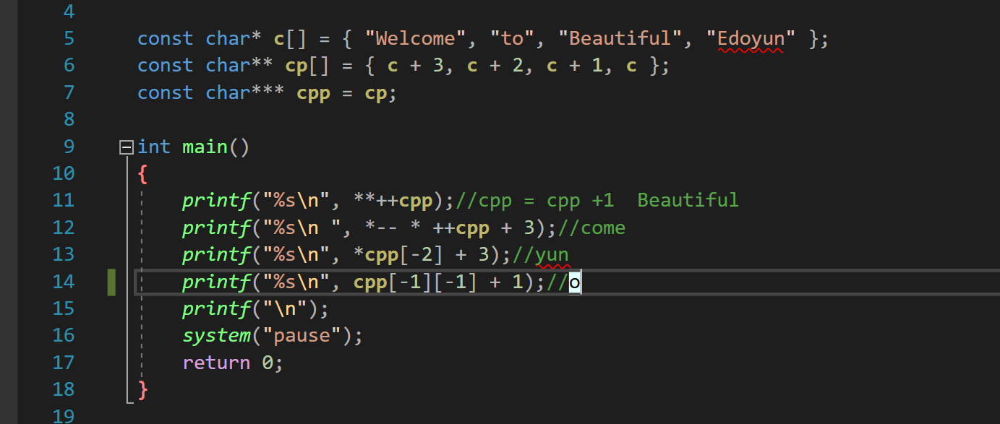 4
5 const char* c[] = { "Welcome", "to", "Beautiful", "Edoyun" };
6 const char** cp[] = { c + 3, c + 2, c + 1, c };
7 const char*** cpp = cp;
8
9 int main()
10 {
11 printf("%s\n", **++cpp);//cpp = cpp +1  Beautiful
12 printf("%s\n ", *-- * ++cpp + 3);//come
13 printf("%s\n", *cpp[-2] + 3);//yun
14 printf("%s\n", cpp[-1][-1] + 1);//o
15 printf("\n");
16 system("pause");
17 return 0;
18 }
19